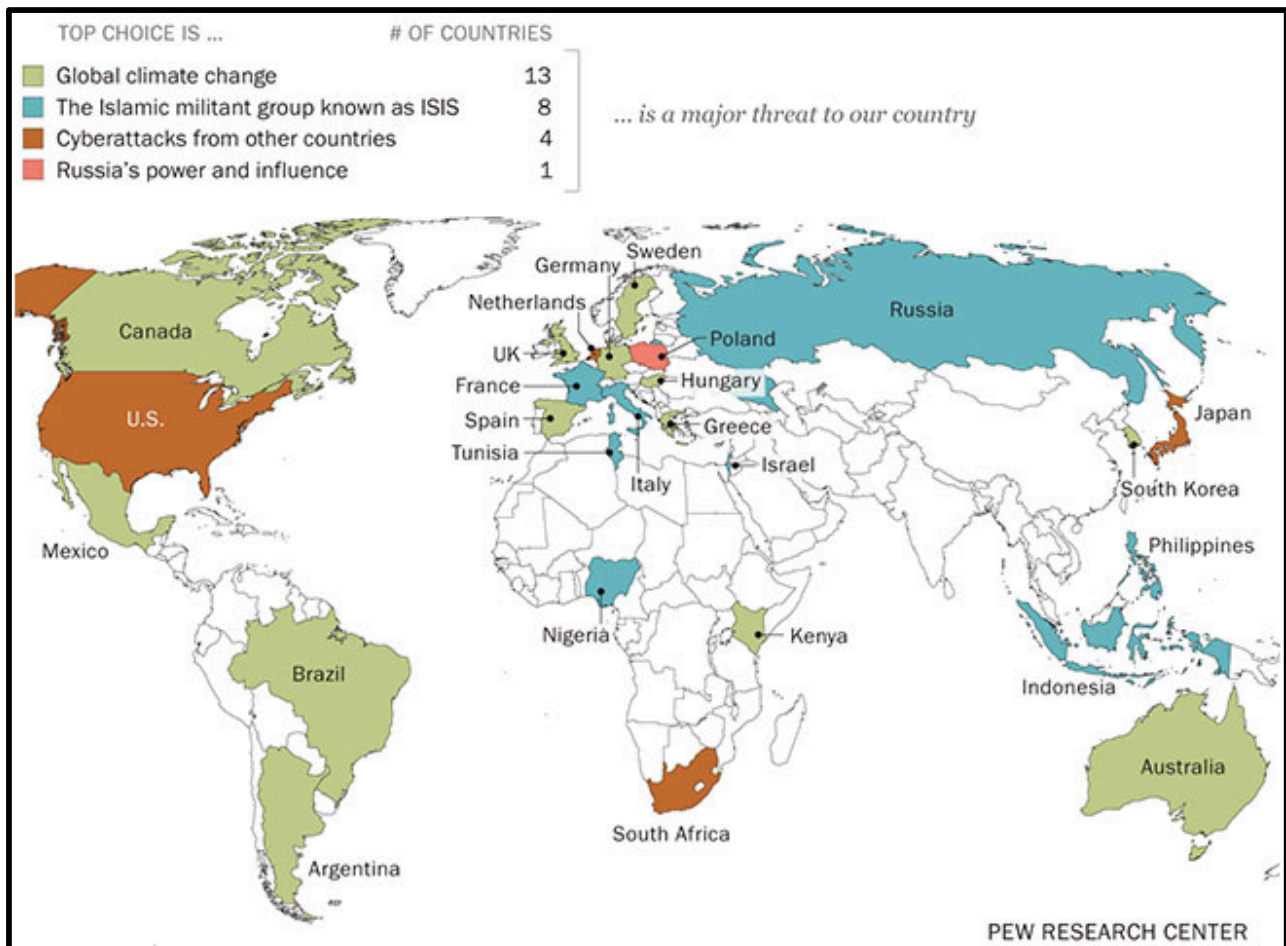 TOP CHOICE IS ... # OF COUNTRIES
Global climate change 13
The Islamic militant group known as ISIS 8
Cyberattacks from other countries 4
Russia's power and influence 1
... is a major threat to our country
Sweden
Germany
Netherlands
Canada
Russia
UK
Poland
France
Hungary
U.S.
Spain
Greece
Japan
Tunisia
Israel
Italy
South Korea
Mexico
Philippines
Nigeria
Kenya
Brazil
Indonesia
Australia
South Africa
Argentina
PEW RESEARCH CENTER